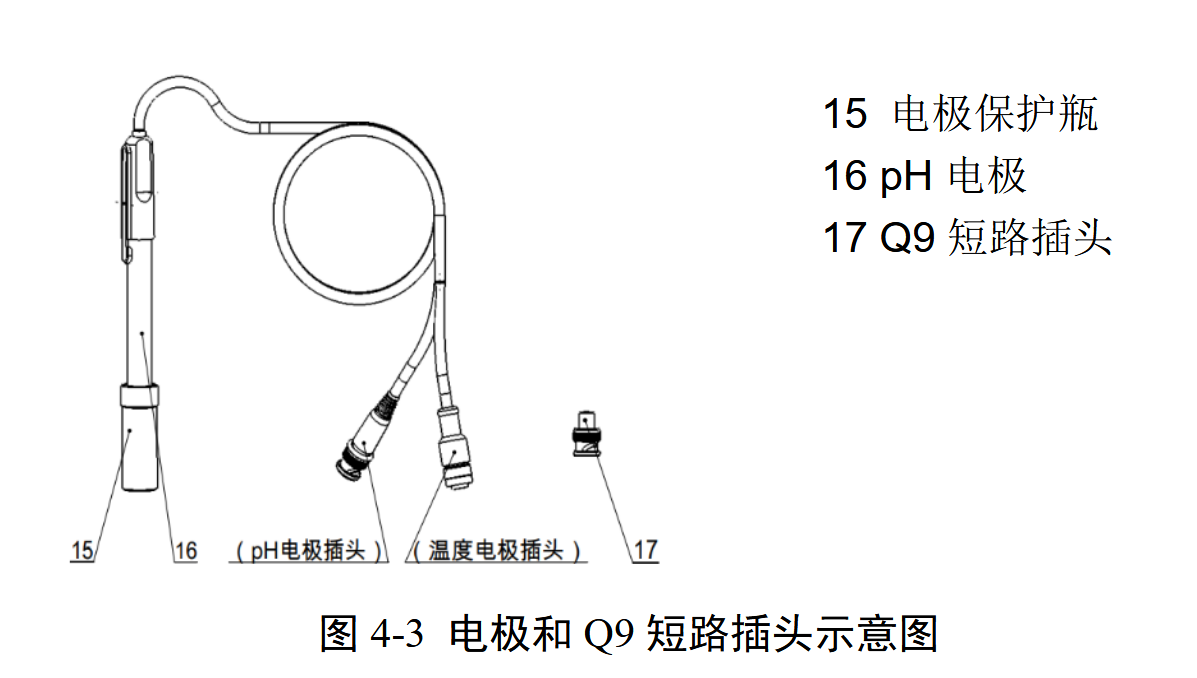 15 电极保护瓶
16 pH 电极
17 Q9 短路插头
15
16
(pH电极插头)
(温度电极插头)
17
图 4-3 电极和 Q9 短路插头示意图